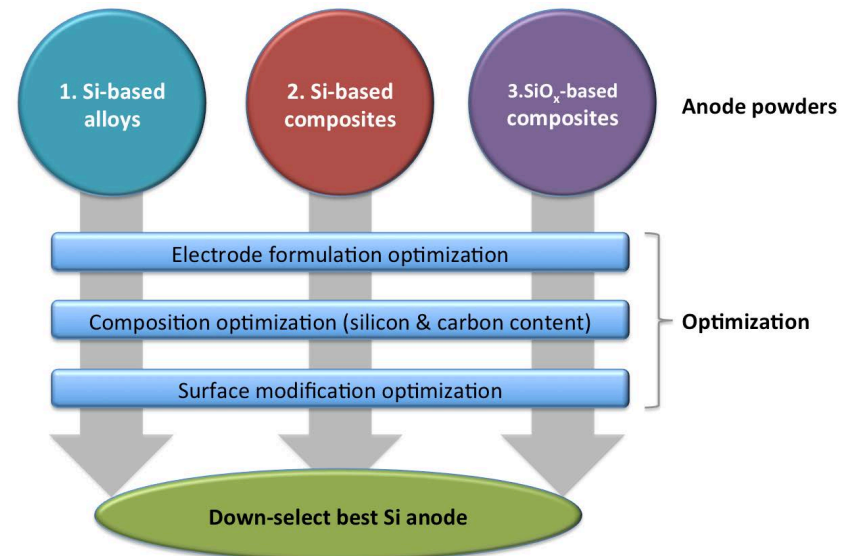 1. Si-based
alloys
2. Si-based
composites
3.SiOx-based
composites
Anode powders
Electrode formulation optimization
Composition optimization (silicon & carbon content)
Surface modification optimization
Optimization
Down-select best Si anode